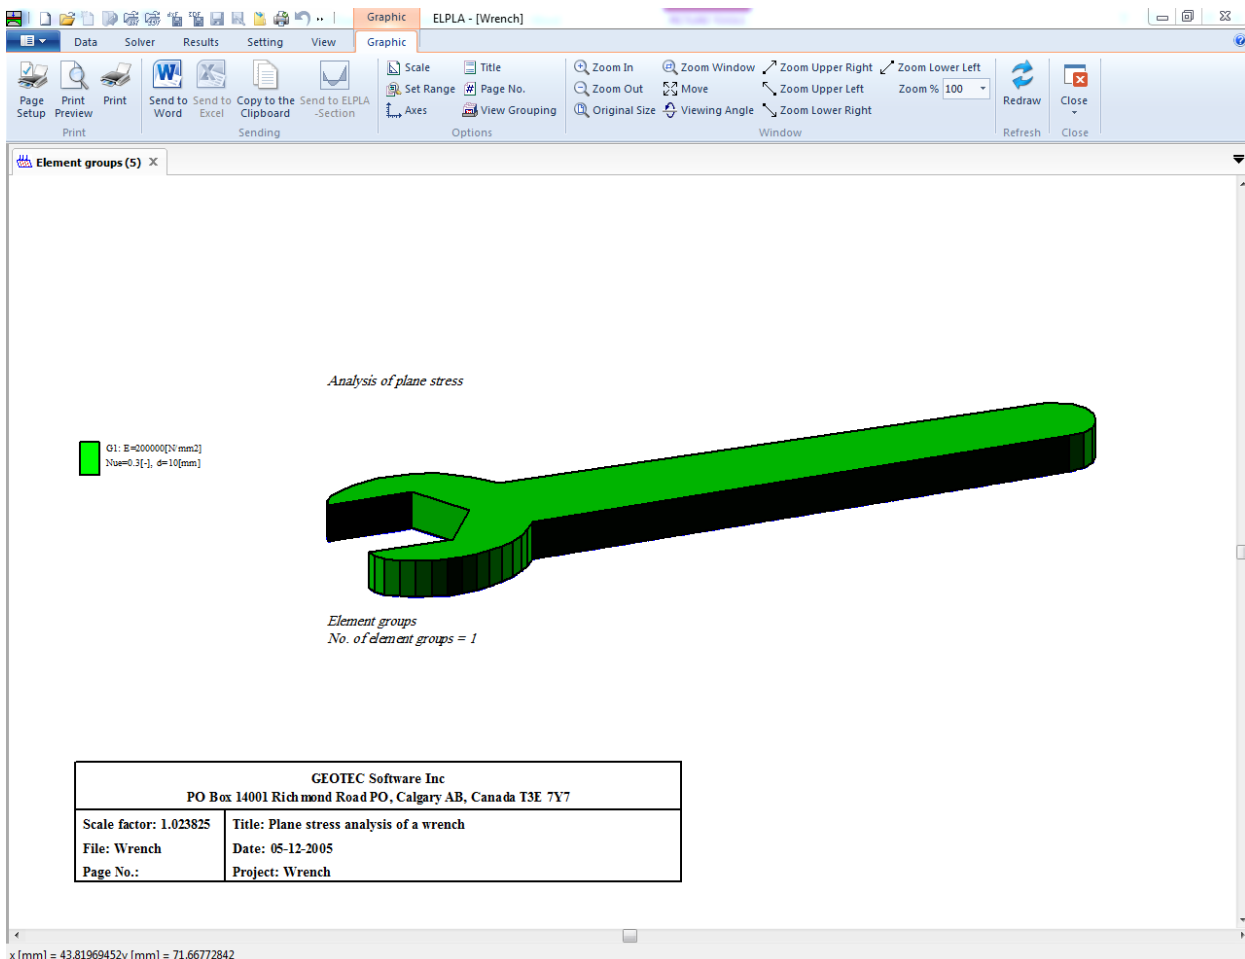 Graphic
ELPLA - [Wrench]
Data Solver Results Setting View Graphic
Page Setup
Print Preview
Print
Send to Word
Send to Excel
Copy to the Clipboard
Send to ELPLA -Section
Scale
Set Range
Axes
Title
Page No.
View Grouping
Zoom In
Zoom Out
Original Size
Zoom Window
Move
Viewing Angle
Zoom Upper Right
Zoom Upper Left
Zoom Lower Right
Zoom Lower Left
Zoom % 100
Redraw
Close
Print Sending Options Window Refresh Close
Element groups (5) X
Analysis of plane stress
G1: E=200000[N/mm2]
Nue=0.3[-], d=10[mm]
Element groups
No. of element groups = 1
GEOTEC Software Inc
PO Box 14001 Richmond Road PO, Calgary AB, Canada T3E 7Y7
Scale factor: 1.023825
Title: Plane stress analysis of a wrench
File: Wrench
Date: 05-12-2005
Page No.:
Project: Wrench
x [mm] = 43.81969452y [mm] = 71.66772842